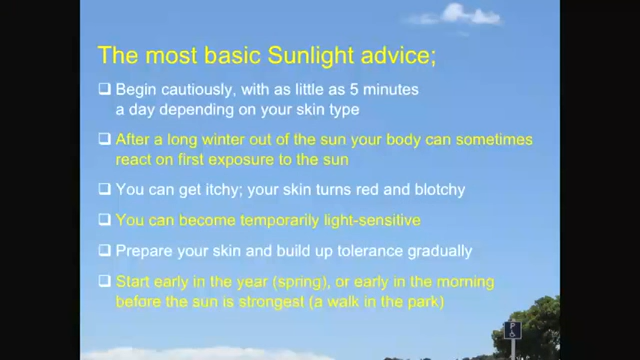 The most basic Sunlight advice;
❑ Begin cautiously, with as little as 5 minutes
a day depending on your skin type
❑ After a long winter out of the sun your body can sometimes
react on first exposure to the sun
❑ You can get itchy; your skin turns red and blotchy
❑ You can become temporarily light-sensitive
❑ Prepare your skin and build up tolerance gradually
❑ Start early in the year (spring), or early in the morning
before the sun is strongest (a walk in the park)
P